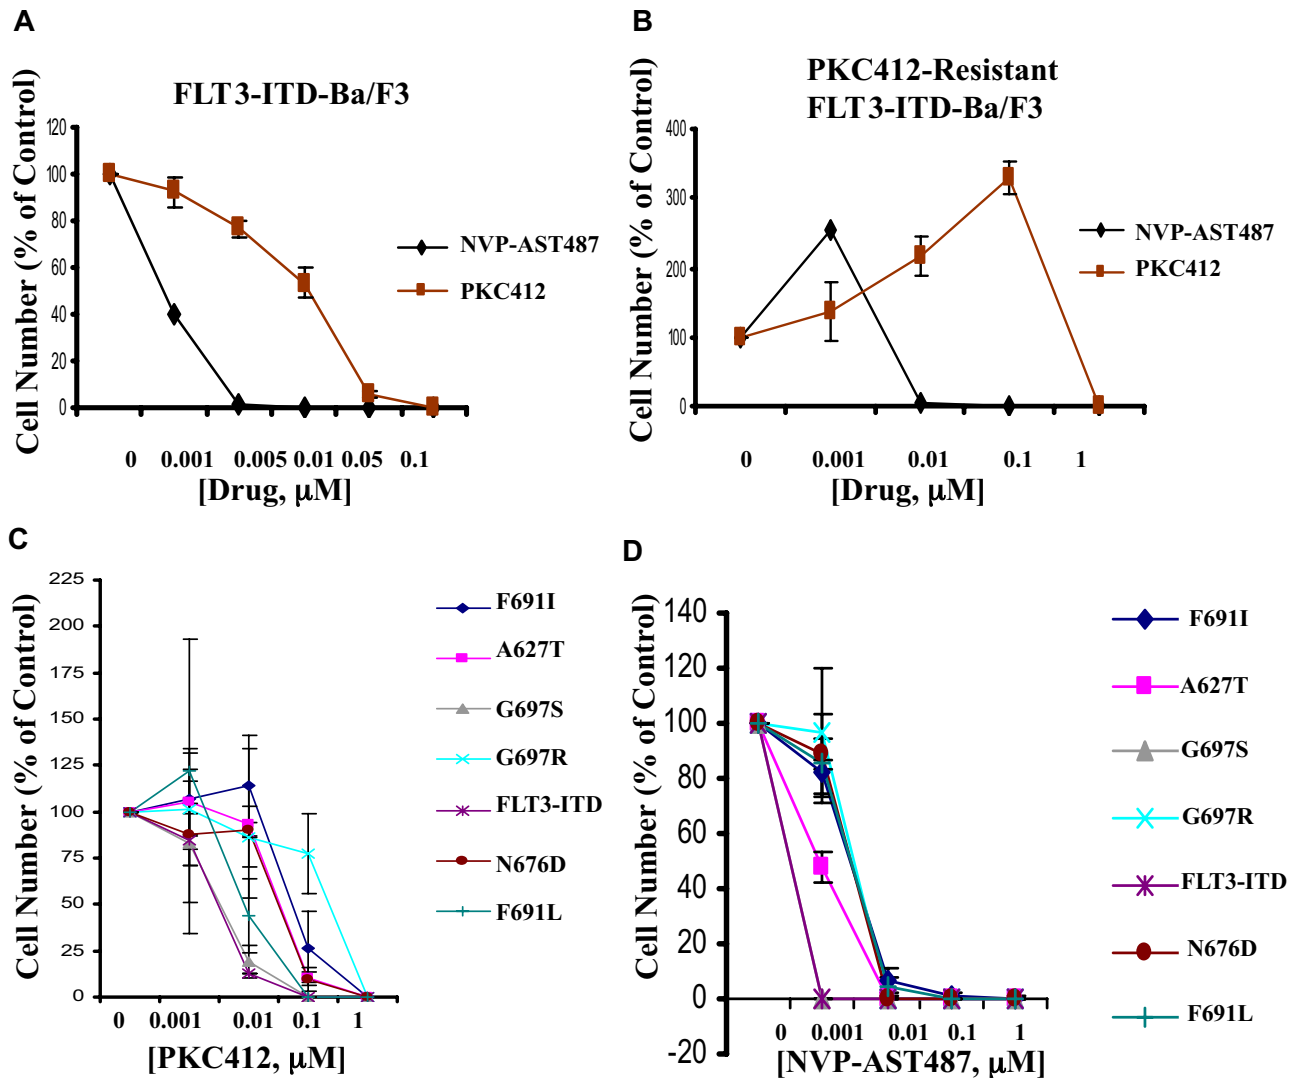 A
FLT3-ITD-Ba/F3
Cell Number (% of Control)
120
100
80
60
40
20
0
0 0.001 0.005 0.01 0.05 0.1
[Drug, μM]
NVP-AST487
PKC412
B
PKC412-Resistant
FLT3-ITD-Ba/F3
Cell Number (% of Control)
400
300
200
100
0
0 0.001 0.01 0.1 1
[Drug, μM]
NVP-AST487
PKC412
C
Cell Number (% of Control)
225
200
175
150
125
100
75
50
25
0
0 0.001 0.01 0.1 1
[PKC412, μM]
F691I
A627T
G697S
G697R
FLT3-ITD
N676D
F691L
D
Cell Number (% of Control)
140
120
100
80
60
40
20
0
-20
0 0.001 0.01 0.1 1
[NVP-AST487, μM]
F691I
A627T
G697S
G697R
FLT3-ITD
N676D
F691L